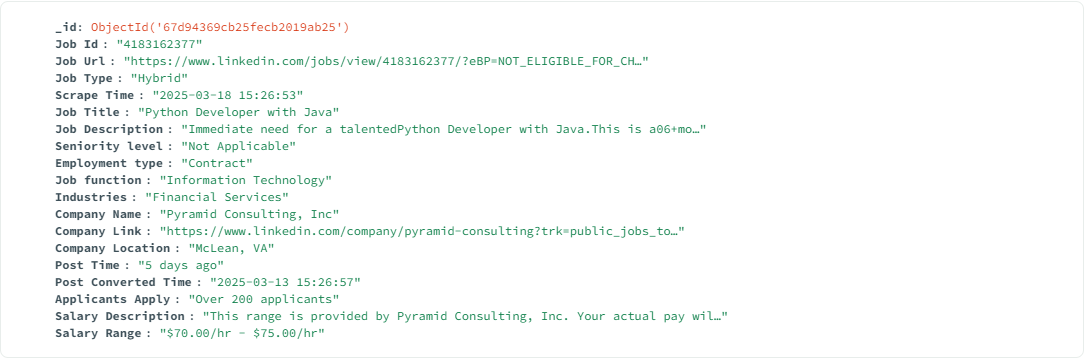 _id: ObjectId('67d94369cb25fecb2019ab25')
Job Id : "4183162377"
Job Url : "https://www.linkedin.com/jobs/view/4183162377/?eBP=NOT_ELIGIBLE_FOR_CH…"
Job Type : "Hybrid"
Scrape Time : "2025-03-18 15:26:53"
Job Title : "Python Developer with Java"
Job Description : "Immediate need for a talentedPython Developer with Java.This is a06+mo…"
Seniority level : "Not Applicable"
Employment type : "Contract"
Job function : "Information Technology"
Industries : "Financial Services"
Company Name : "Pyramid Consulting, Inc"
Company Link : "https://www.linkedin.com/company/pyramid-consulting?trk=public_jobs_to…"
Company Location : "McLean, VA"
Post Time : "5 days ago"
Post Converted Time : "2025-03-13 15:26:57"
Applicants Apply : "Over 200 applicants"
Salary Description : "This range is provided by Pyramid Consulting, Inc. Your actual pay wil…"
Salary Range : "$70.00/hr - $75.00/hr"